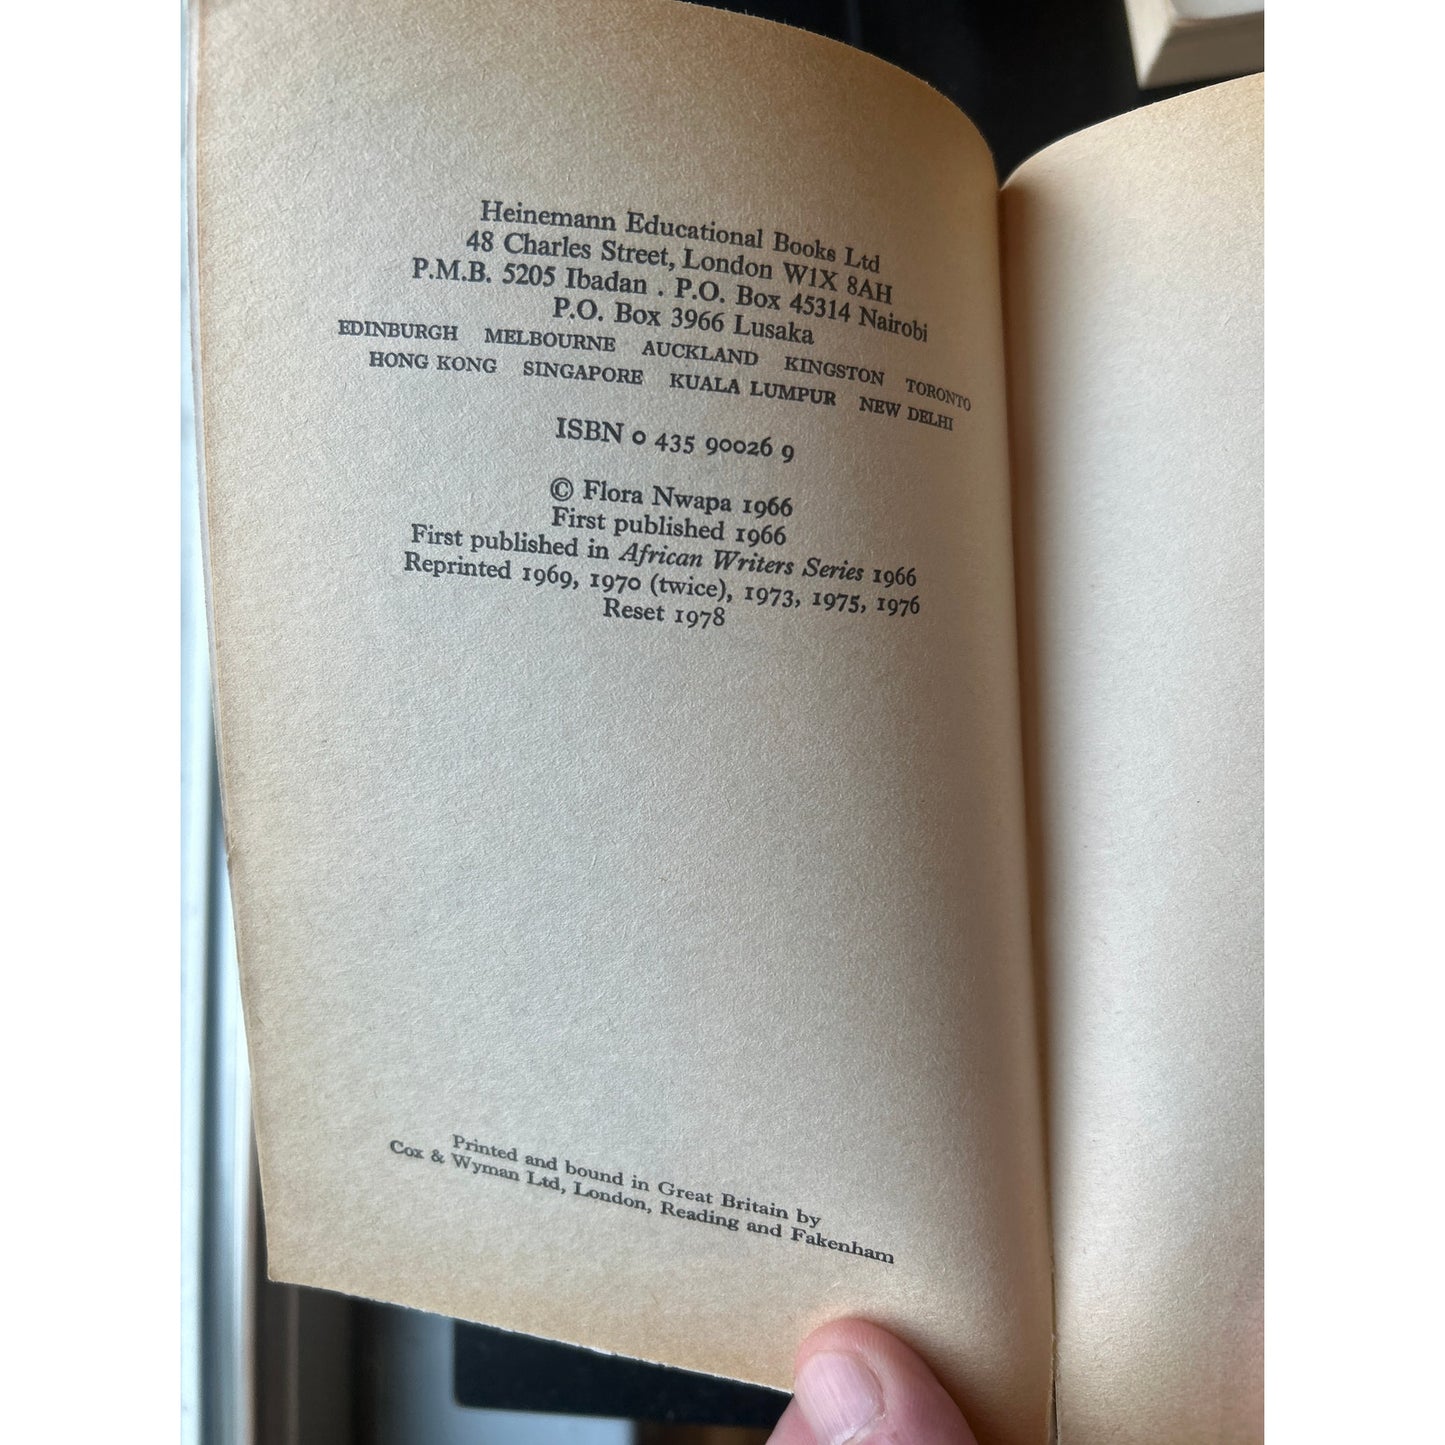 Heinemann Educational Books Ltd
48 Charles Street, London W1X 8AH
P.M.B. 5205 Ibadan . P.O. Box 45314 Nairobi
P.O. Box 3966 Lusaka
EDINBURGH MELBOURNE AUCKLAND KINGSTON TORONTO
HONG KONG SINGAPORE KUALA LUMPUR NEW DELHI
ISBN 0 435 90026 9
© Flora Nwapa 1966
First published 1966
First published in African Writers Series 1966
Reprinted 1969, 1970 (twice), 1973, 1975, 1976
Reset 1978
Printed and bound in Great Britain by
Cox & Wyman Ltd, London, Reading and Fakenham